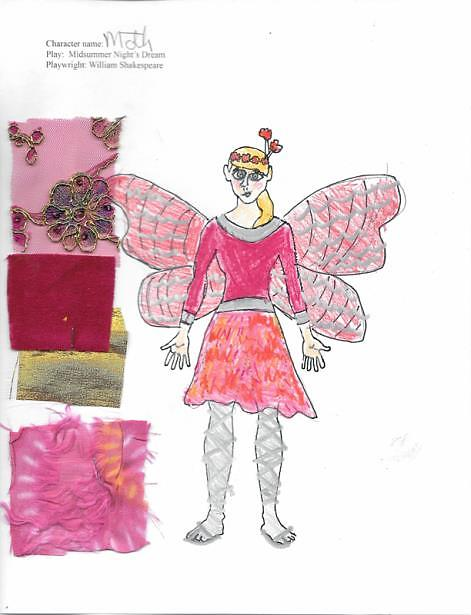 Character name: Moth
Play: Midsummer Night's Dream
Playwright: William Shakespeare